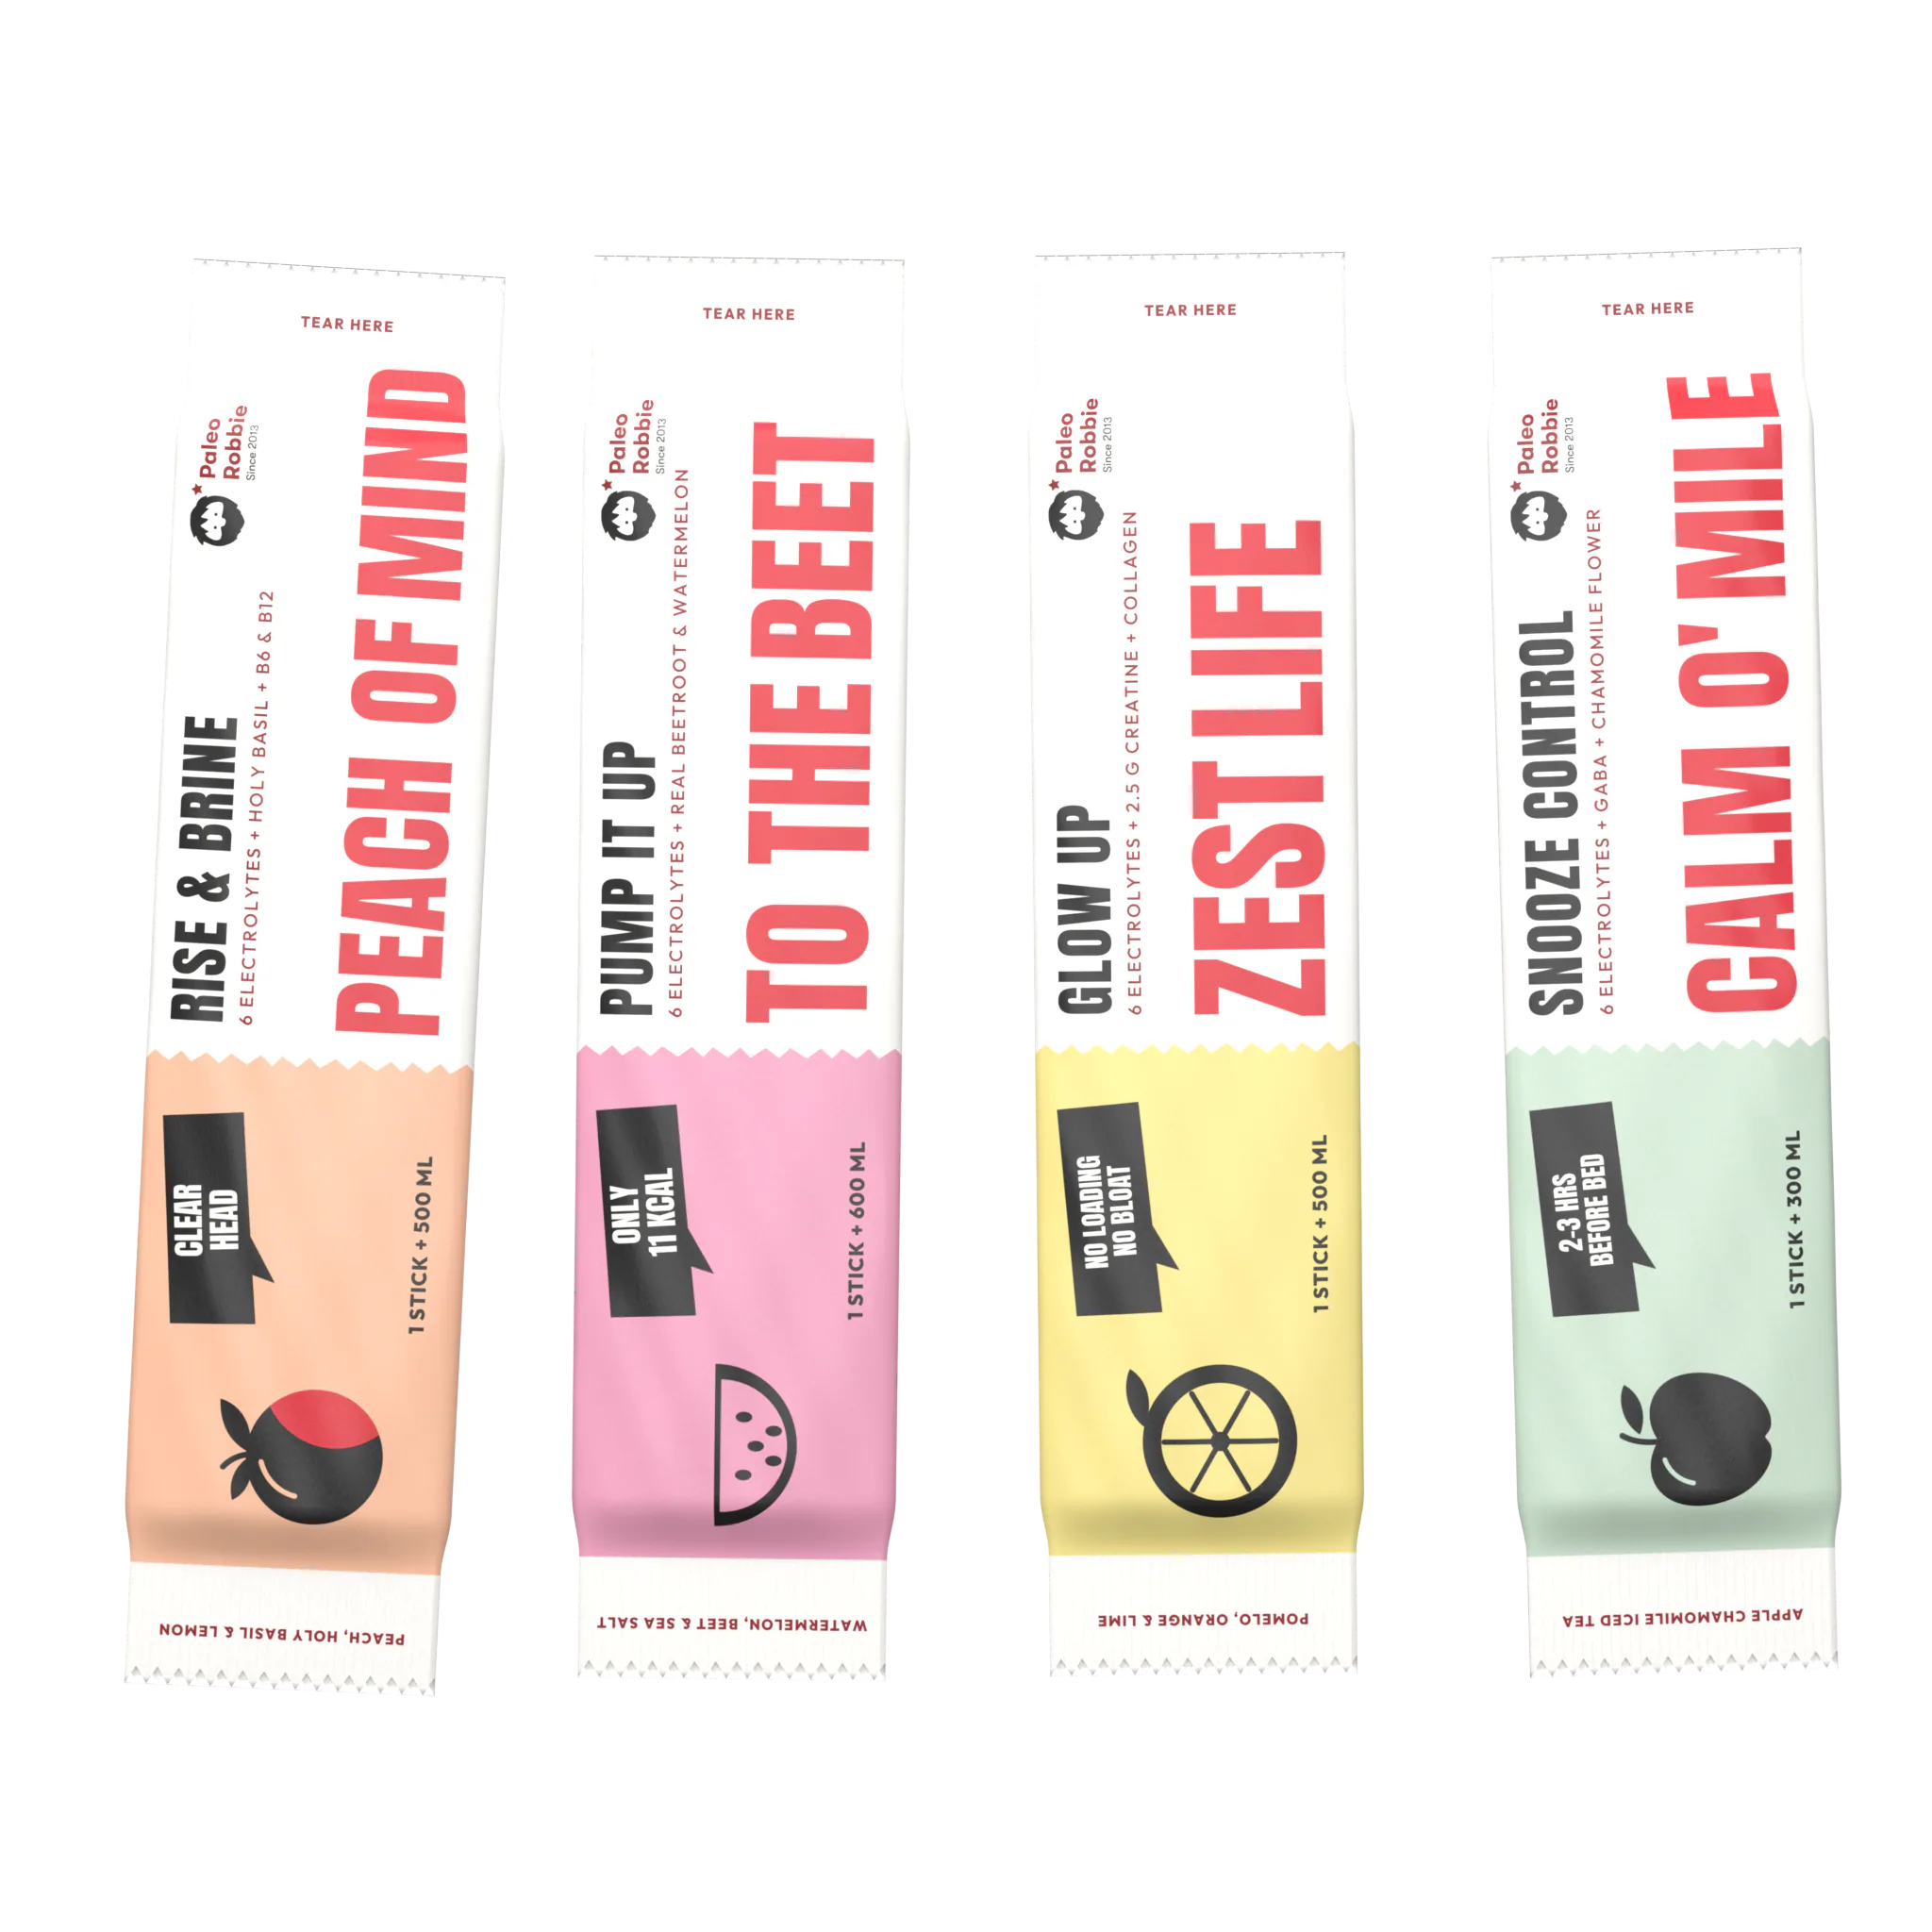 TEAR HERE
Paleo
Robbie
Since 2013
RISE & BRINE
6 ELECTROLYTES + HOLY BASIL + B6 & B12
PEACH OF MIND
CLEAR
HEAD
1 STICK + 500 ML
PEACH, HOLY BASIL & LEMON
TEAR HERE
Paleo
Robbie
Since 2013
PUMP IT UP
6 ELECTROLYTES + REAL BEETROOT & WATERMELON
TO THE BEET
ONLY
11 KCAL
1 STICK + 600 ML
WATERMELON, BEET & SEA SALT
TEAR HERE
Paleo
Robbie
Since 2013
GLOW UP
6 ELECTROLYTES + 2.5 G CREATINE + COLLAGEN
ZEST LIFE
NO LOADING
NO BLOAT
1 STICK + 500 ML
POMELO, ORANGE & LIME
TEAR HERE
Paleo
Robbie
Since 2013
SNOOZE CONTROL
6 ELECTROLYTES + GABA + CHAMOMILE FLOWER
CALM O' MILE
2-3 HRS
BEFORE BED
1 STICK + 300 ML
APPLE CHAMOMILE ICED TEA